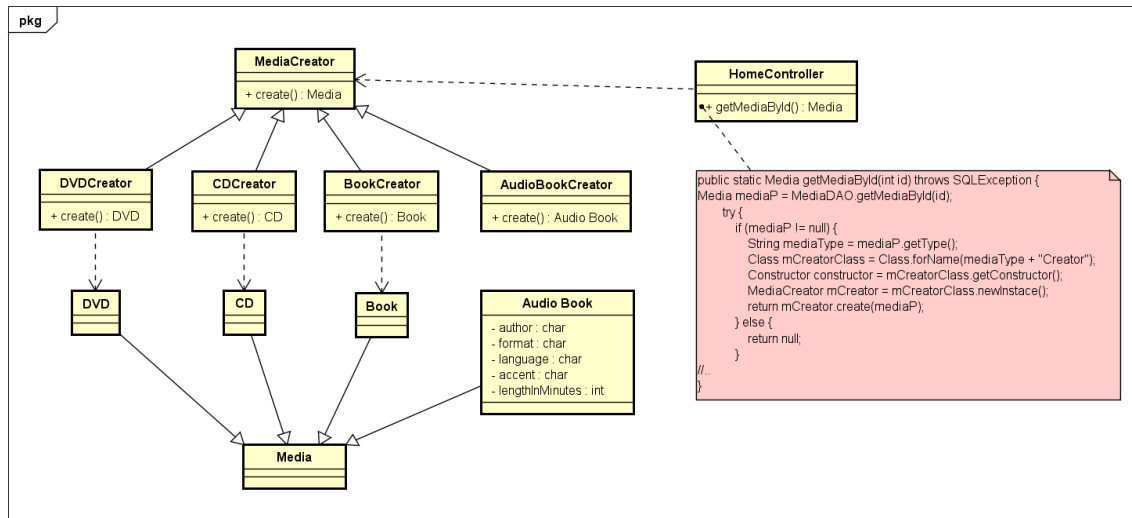 pkg
MediaCreator
+ create() : Media
HomeController
+ getMediaById() : Media
DVDCreator
+ create() : DVD
CDCreator
+ create() : CD
BookCreator
+ create() : Book
AudioBookCreator
+ create() : Audio Book
public static Media getMediaById(int id) throws SQLException {
Media mediaP = MediaDAO.getMediaById(id);
try {
if (mediaP != null) {
String mediaType = mediaP.getType();
Class mCreatorClass = Class.forName(mediaType + "Creator");
Constructor constructor = mCreatorClass.getConstructor();
MediaCreator mCreator = mCreatorClass.newInstace();
return mCreator.create(mediaP);
} else {
return null;
}
//..
}
DVD
CD
Book
Audio Book
- author : char
- format : char
- language : char
- accent : char
- lengthInMinutes : int
Media